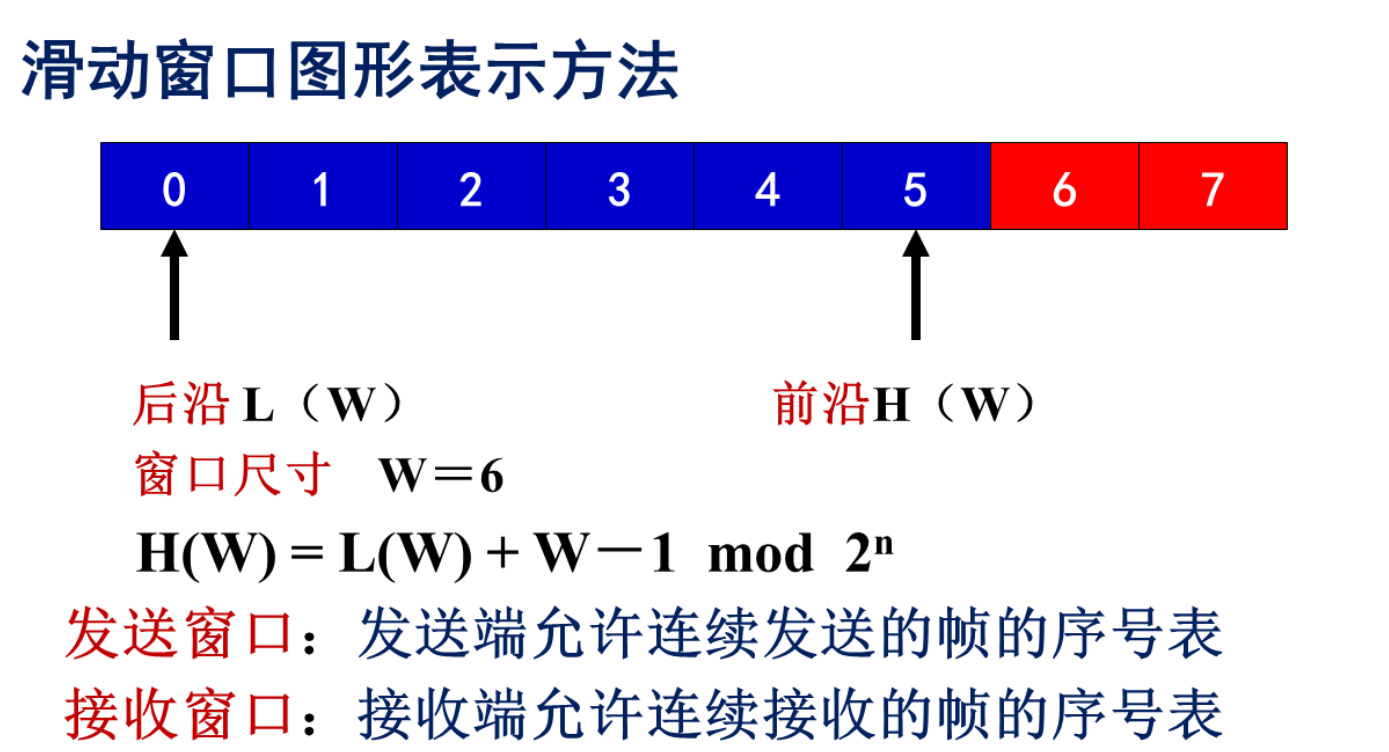 滑动窗口图形表示方法
0 1 2 3 4 5 6 7
后沿 L（W） 前沿H（W）
窗口尺寸 W＝6
H(W) = L(W) + W－1 mod 2ⁿ
发送窗口：发送端允许连续发送的帧的序号表
接收窗口：接收端允许连续接收的帧的序号表